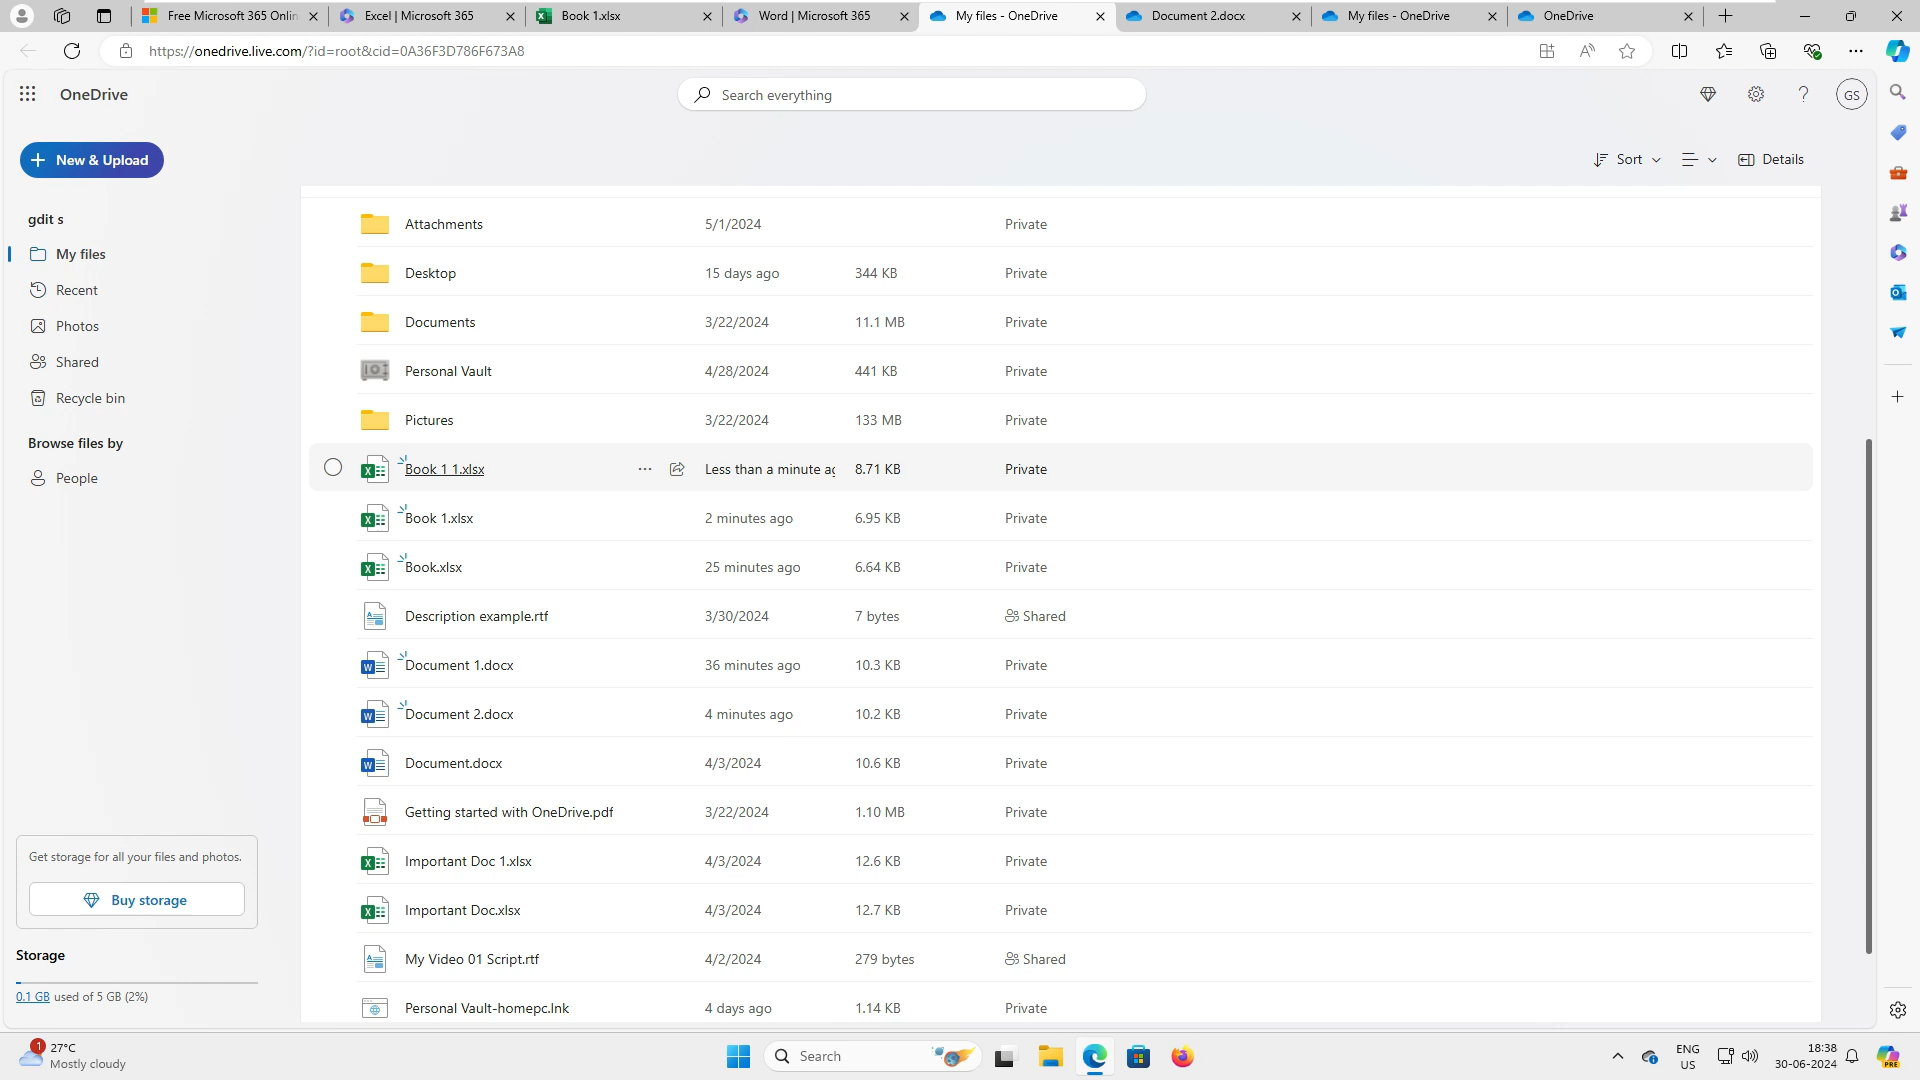 Free Microsoft 365 Onlin
Excel | Microsoft 365
Book 1.xlsx
Word | Microsoft 365
My files - OneDrive
Document 2.docx
My files - OneDrive
OneDrive
https://onedrive.live.com/?id=root&cid=0A36F3D786F673A8
OneDrive
Search everything
GS
New & Upload
Sort
Details
gdit s
My files
Recent
Photos
Shared
Recycle bin
Browse files by
People
Attachments 5/1/2024 Private
Desktop 15 days ago 344 KB Private
Documents 3/22/2024 11.1 MB Private
Personal Vault 4/28/2024 441 KB Private
Pictures 3/22/2024 133 MB Private
Book 1 1.xlsx Less than a minute ag 8.71 KB Private
Book 1.xlsx 2 minutes ago 6.95 KB Private
Book.xlsx 25 minutes ago 6.64 KB Private
Description example.rtf 3/30/2024 7 bytes Shared
Document 1.docx 36 minutes ago 10.3 KB Private
Document 2.docx 4 minutes ago 10.2 KB Private
Document.docx 4/3/2024 10.6 KB Private
Getting started with OneDrive.pdf 3/22/2024 1.10 MB Private
Important Doc 1.xlsx 4/3/2024 12.6 KB Private
Important Doc.xlsx 4/3/2024 12.7 KB Private
My Video 01 Script.rtf 4/2/2024 279 bytes Shared
Personal Vault-homepc.lnk 4 days ago 1.14 KB Private
Get storage for all your files and photos.
Buy storage
Storage
0.1 GB used of 5 GB (2%)
1
27°C
Mostly cloudy
Search
ENG
US
18:38
30-06-2024
PRE